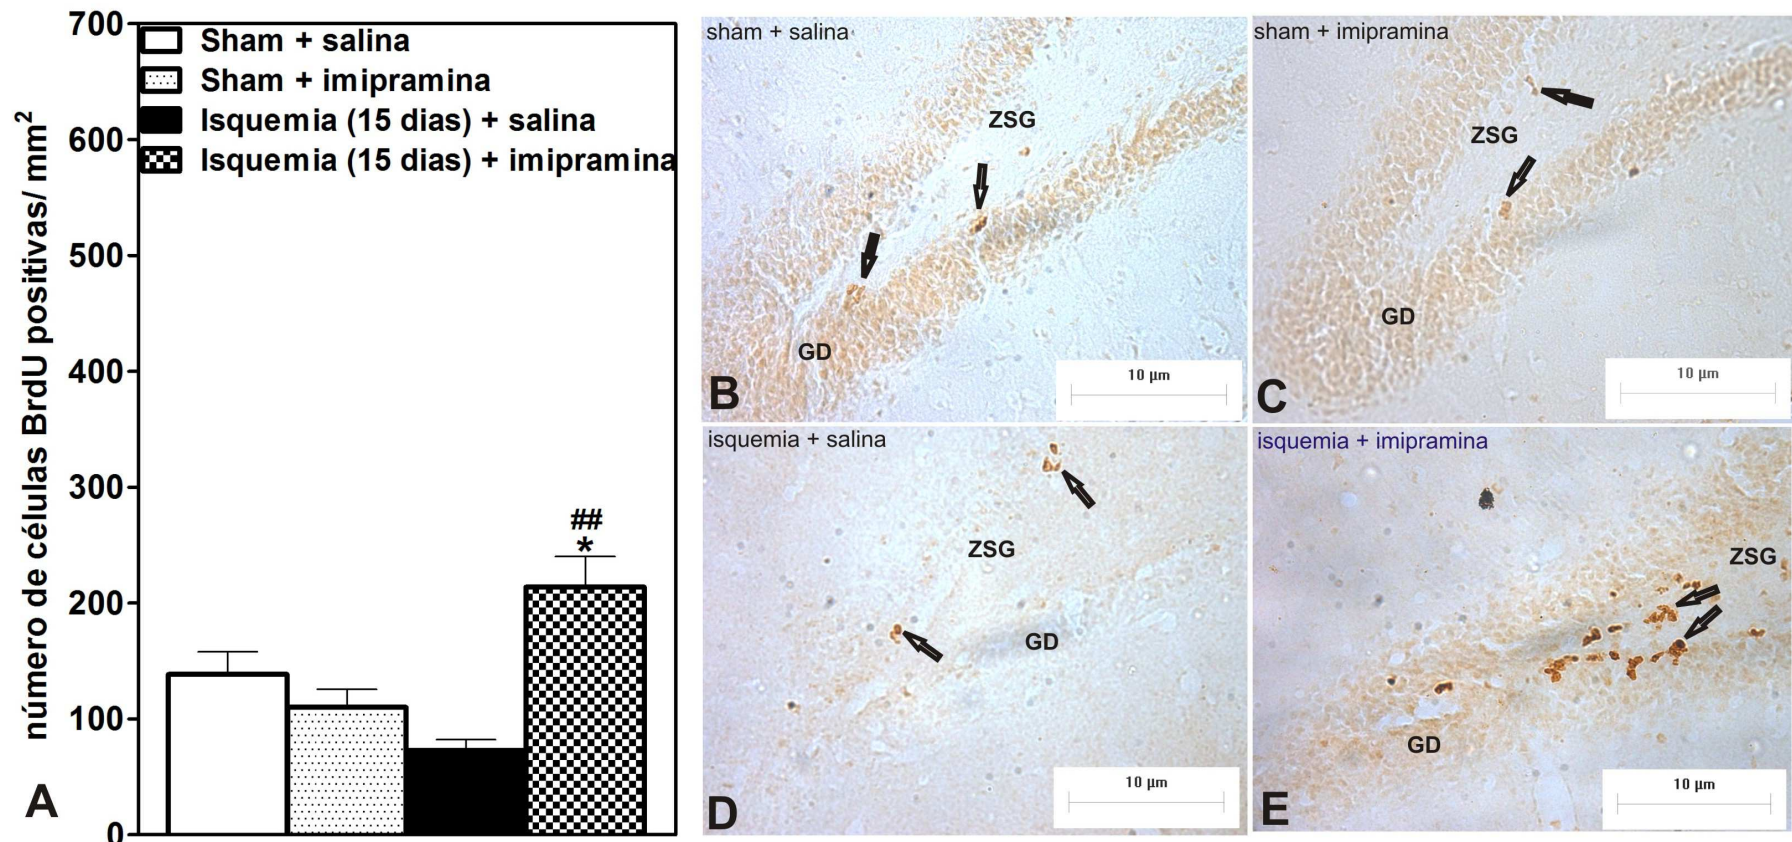 700
600
500
400
300
200
100
0
número de células BrdU positivas/ mm²
Sham + salina
Sham + imipramina
Isquemia (15 dias) + salina
Isquemia (15 dias) + imipramina
##
*
A
sham + salina
ZSG
GD
10 µm
B
sham + imipramina
ZSG
GD
10 µm
C
isquemia + salina
ZSG
GD
10 µm
D
isquemia + imipramina
ZSG
GD
10 µm
E